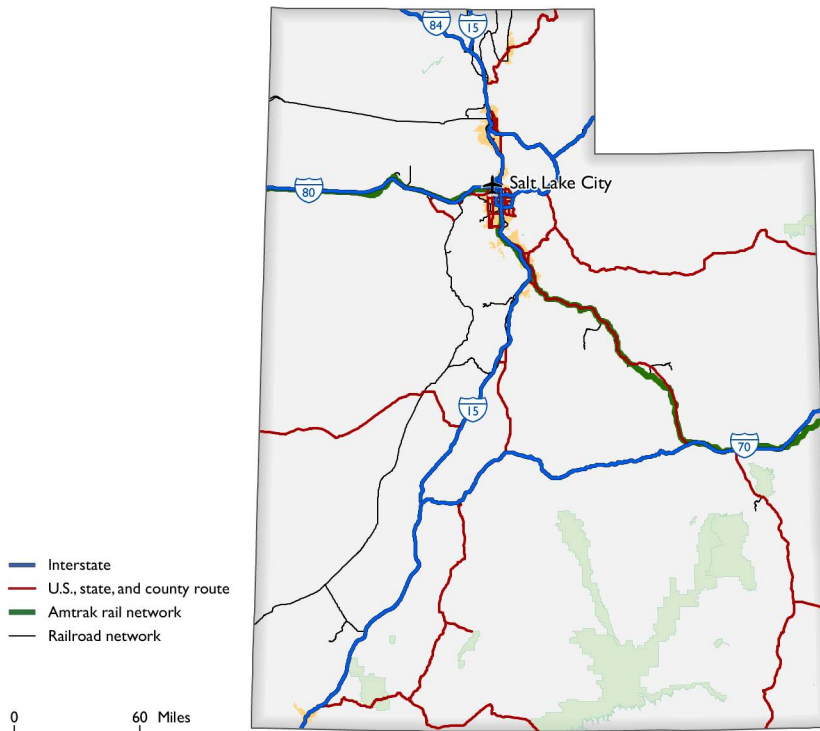 84
15
Salt Lake City
80
15
70
Interstate
U.S., state, and county route
Amtrak rail network
Railroad network
0 60 Miles